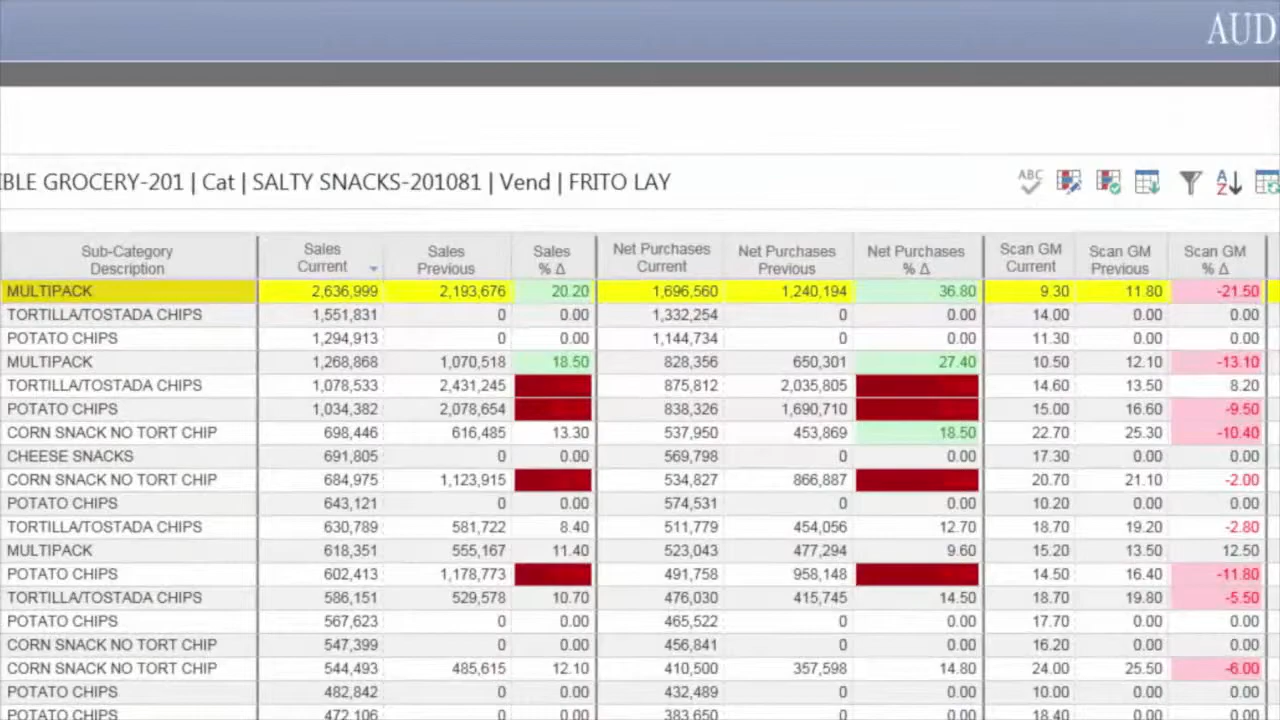 AUD
IBLE GROCERY-201 | Cat | SALTY SNACKS-201081 | Vend | FRITO LAY
ABC
A
Z
Sub-Category Description Sales Current Sales Previous Sales % Δ Net Purchases Current Net Purchases Previous Net Purchases % Δ Scan GM Current Scan GM Previous Scan GM % Δ
MULTIPACK 2,636,999 2,193,676 20.20 1,696,560 1,240,194 36.80 9.30 11.80 -21.50
TORTILLA/TOSTADA CHIPS 1,551,831 0 0.00 1,332,254 0 0.00 14.00 0.00 0.00
POTATO CHIPS 1,294,913 0 0.00 1,144,734 0 0.00 11.30 0.00 0.00
MULTIPACK 1,268,868 1,070,518 18.50 828,356 650,301 27.40 10.50 12.10 -13.10
TORTILLA/TOSTADA CHIPS 1,078,533 2,431,245 875,812 2,035,805 14.60 13.50 8.20
POTATO CHIPS 1,034,382 2,078,654 838,326 1,690,710 15.00 16.60 -9.50
CORN SNACK NO TORT CHIP 698,446 616,485 13.30 537,950 453,869 18.50 22.70 25.30 -10.40
CHEESE SNACKS 691,805 0 0.00 569,798 0 0.00 17.30 0.00 0.00
CORN SNACK NO TORT CHIP 684,975 1,123,915 534,827 866,887 20.70 21.10 -2.00
POTATO CHIPS 643,121 0 0.00 574,531 0 0.00 10.20 0.00 0.00
TORTILLA/TOSTADA CHIPS 630,789 581,722 8.40 511,779 454,056 12.70 18.70 19.20 -2.80
MULTIPACK 618,351 555,167 11.40 523,043 477,294 9.60 15.20 13.50 12.50
POTATO CHIPS 602,413 1,178,773 491,758 958,148 14.50 16.40 -11.80
TORTILLA/TOSTADA CHIPS 586,151 529,578 10.70 476,030 415,745 14.50 18.70 19.80 -5.50
POTATO CHIPS 567,623 0 0.00 465,522 0 0.00 17.70 0.00 0.00
CORN SNACK NO TORT CHIP 547,399 0 0.00 456,841 0 0.00 16.20 0.00 0.00
CORN SNACK NO TORT CHIP 544,493 485,615 12.10 410,500 357,598 14.80 24.00 25.50 -6.00
POTATO CHIPS 482,842 0 0.00 432,489 0 0.00 10.00 0.00 0.00
POTATO CHIPS 472,106 0 0.00 383,650 0 0.00 18.40 0.00 0.00